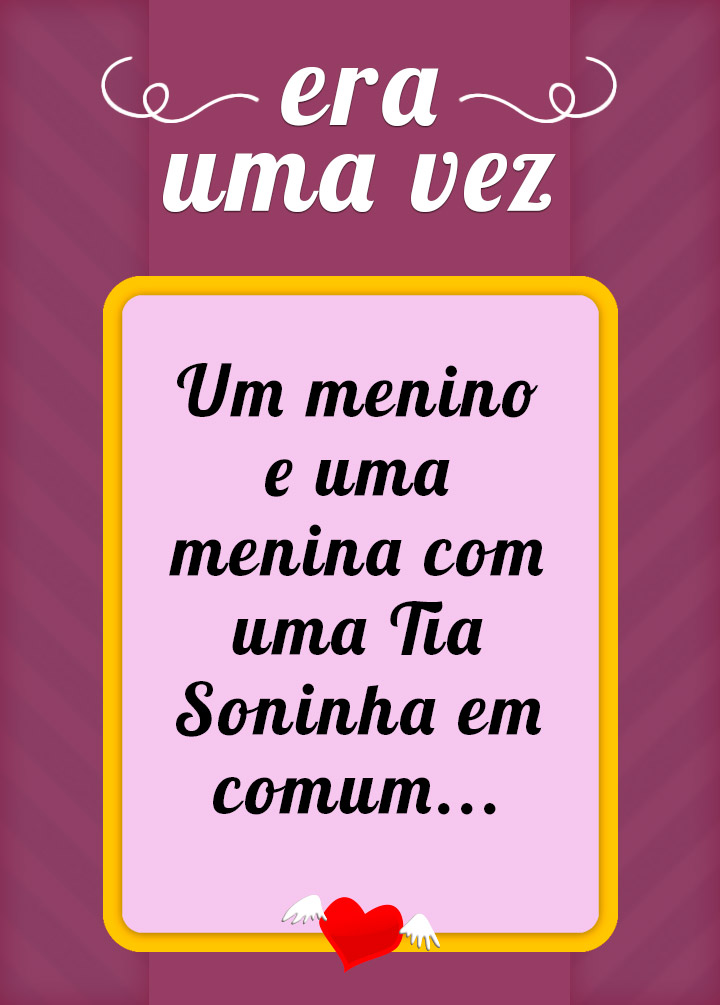 era
uma vez
Um menino
e uma
menina com
uma Tia
Soninha em
comum...